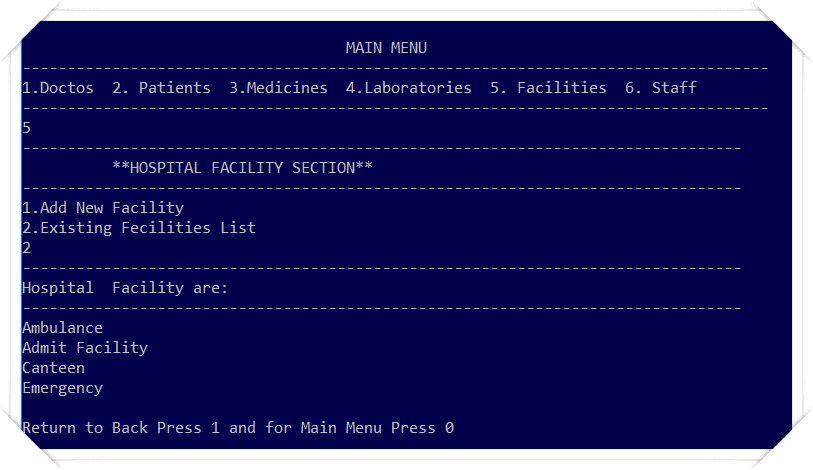 MAIN MENU
--------------------------------------------------------------------------------
1.Doctos  2. Patients  3.Medicines  4.Laboratories  5. Facilities  6. Staff
--------------------------------------------------------------------------------
5
--------------------------------------------------------------------------------
**HOSPITAL FACILITY SECTION**
--------------------------------------------------------------------------------
1.Add New Facility
2.Existing Fecilities List
2
--------------------------------------------------------------------------------
Hospital  Facility are:
--------------------------------------------------------------------------------
Ambulance
Admit Facility
Canteen
Emergency
Return to Back Press 1 and for Main Menu Press 0